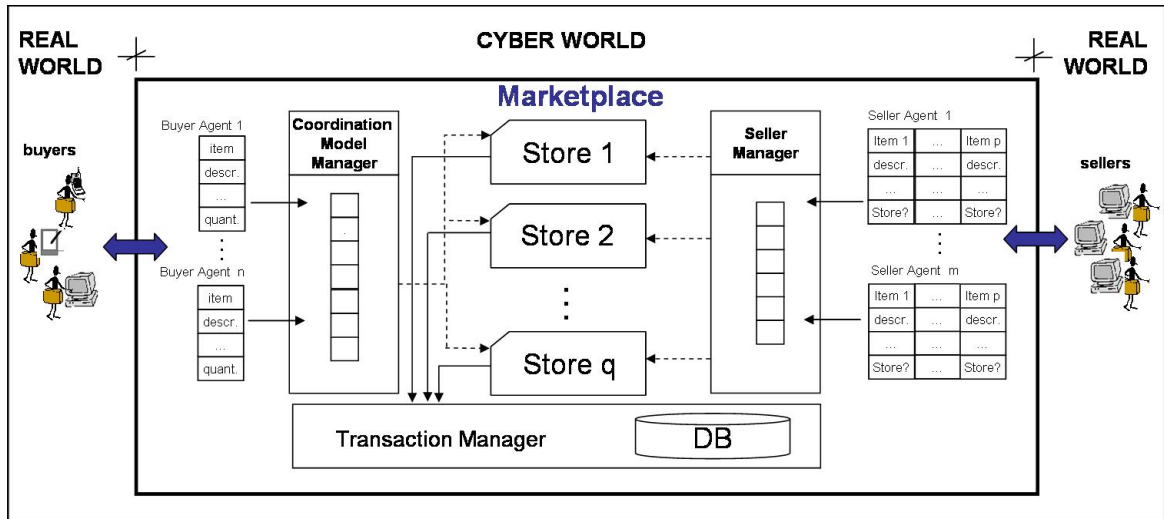 REAL
WORLD
CYBER WORLD
REAL
WORLD
Marketplace
buyers
Buyer Agent 1
item
descr.
...
quant.
Buyer Agent n
item
descr.
...
quant.
Coordination
Model
Manager
Store 1
Store 2
Store q
Seller
Manager
Seller Agent 1
Item 1 ... Item p
descr. ... descr.
... ... ...
Store? ... Store?
Seller Agent m
Item 1 ... Item p
descr. ... descr.
... ... ...
Store? ... Store?
sellers
Transaction Manager
DB